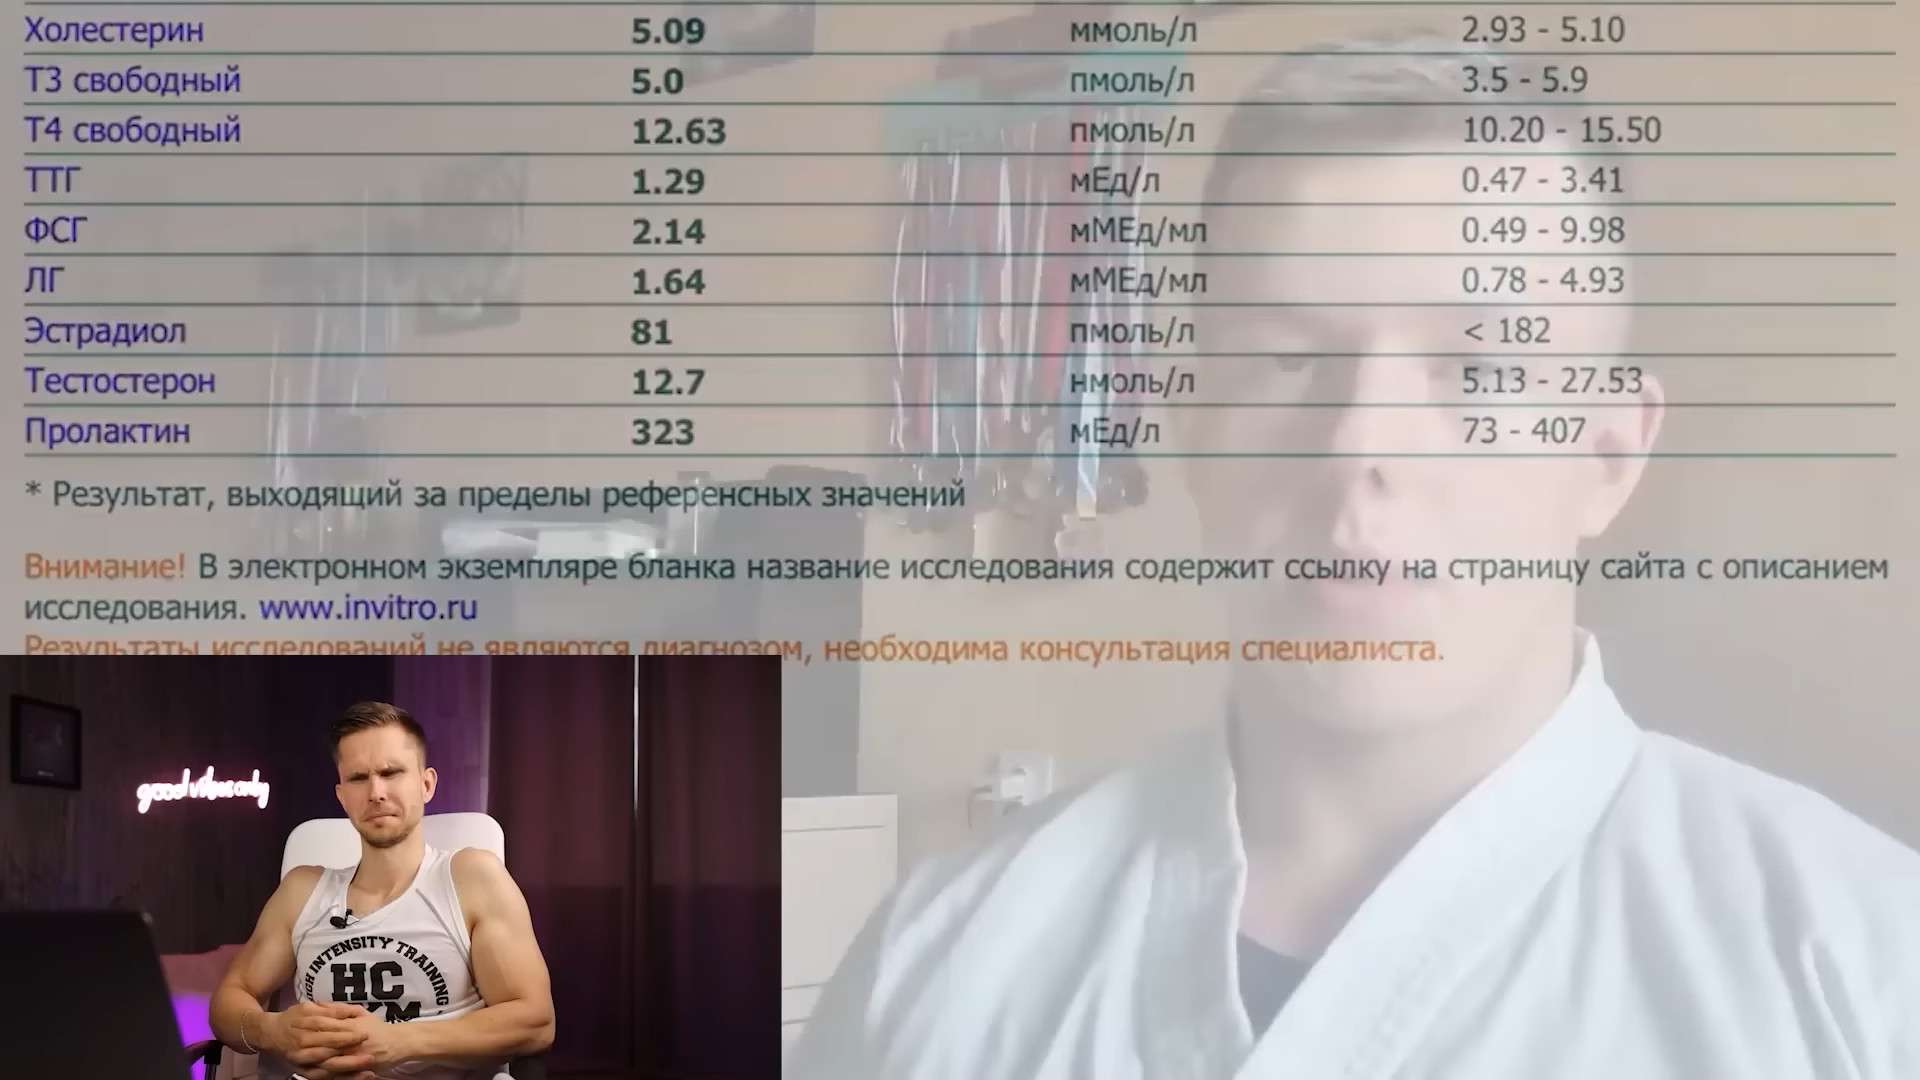 Холестерин 5.09 ммоль/л 2.93 - 5.10
Т3 свободный 5.0 пмоль/л 3.5 - 5.9
Т4 свободный 12.63 пмоль/л 10.20 - 15.50
ТТГ 1.29 мЕд/л 0.47 - 3.41
ФСГ 2.14 мМЕд/мл 0.49 - 9.98
ЛГ 1.64 мМЕд/мл 0.78 - 4.93
Эстрадиол 81 пмоль/л < 182
Тестостерон 12.7 нмоль/л 5.13 - 27.53
Пролактин 323 мЕд/л 73 - 407
* Результат, выходящий за пределы референсных значений
Внимание! В электронном экземпляре бланка название исследования содержит ссылку на страницу сайта с описанием
исследования. www.invitro.ru
Результаты исследований не являются диагнозом, необходима консультация специалиста.
good vibes only
INTENSITY TRAINING
HC